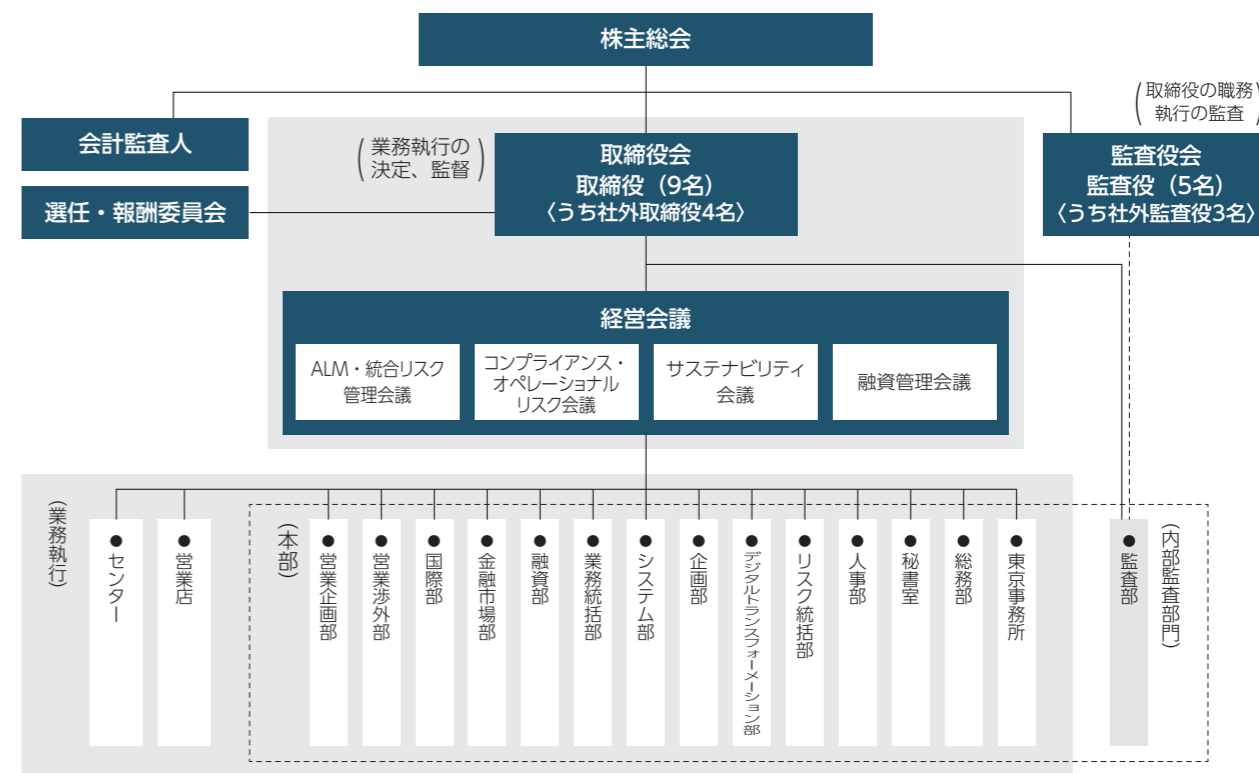 株主総会
(取締役の職務
執行の監査)
会計監査人
(業務執行の
決定、監督)
取締役会
取締役（9名）
〈うち社外取締役4名〉
監査役会
監査役（5名）
〈うち社外監査役3名〉
選任・報酬委員会
経営会議
ALM・統合リスク
管理会議
コンプライアンス・
オペレーショナル
リスク会議
サステナビリティ
会議
融資管理会議
(業務執行)
●センター
●営業店
(本部)
●営業企画部
●営業渉外部
●国際部
●金融市場部
●融資部
●業務統括部
●システム部
●企画部
●デジタルトランスフォーメーション部
●リスク統括部
●人事部
●秘書室
●総務部
●東京事務所
●監査部
(内部監査部門)